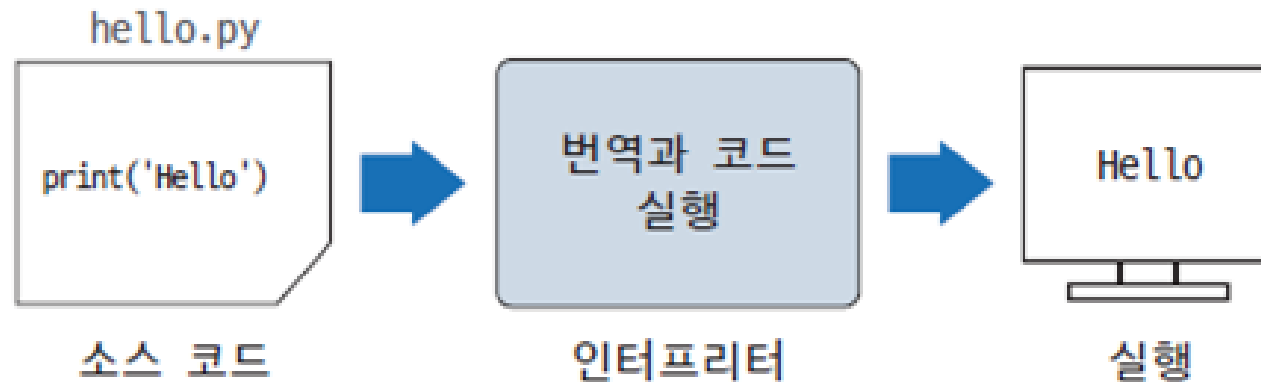 hello.py
print('Hello')
번역과 코드
실행
Hello
소스 코드
인터프리터
실행